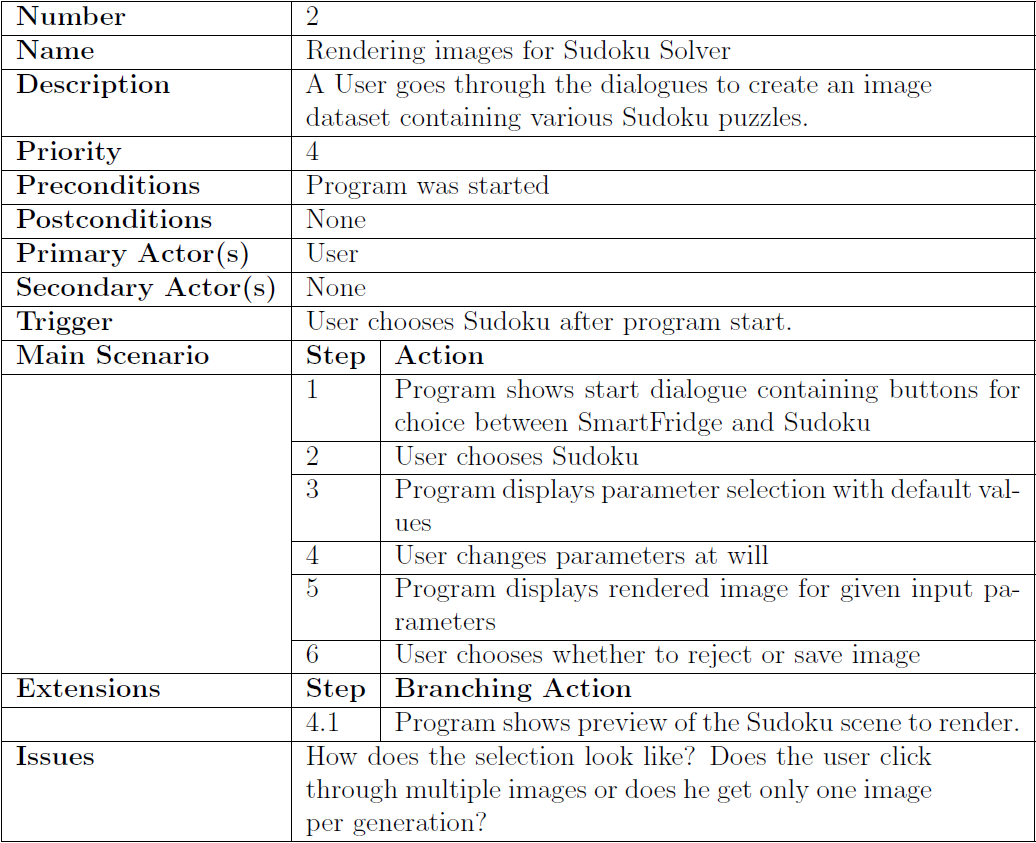 Number 2
Name Rendering images for Sudoku Solver
Description A User goes through the dialogues to create an image
dataset containing various Sudoku puzzles.
Priority 4
Preconditions Program was started
Postconditions None
Primary Actor(s) User
Secondary Actor(s) None
Trigger User chooses Sudoku after program start.
Main Scenario Step Action
1 Program shows start dialogue containing buttons for
choice between SmartFridge and Sudoku
2 User chooses Sudoku
3 Program displays parameter selection with default val-
ues
4 User changes parameters at will
5 Program displays rendered image for given input pa-
rameters
6 User chooses whether to reject or save image
Extensions Step Branching Action
4.1 Program shows preview of the Sudoku scene to render.
Issues How does the selection look like? Does the user click
through multiple images or does he get only one image
per generation?